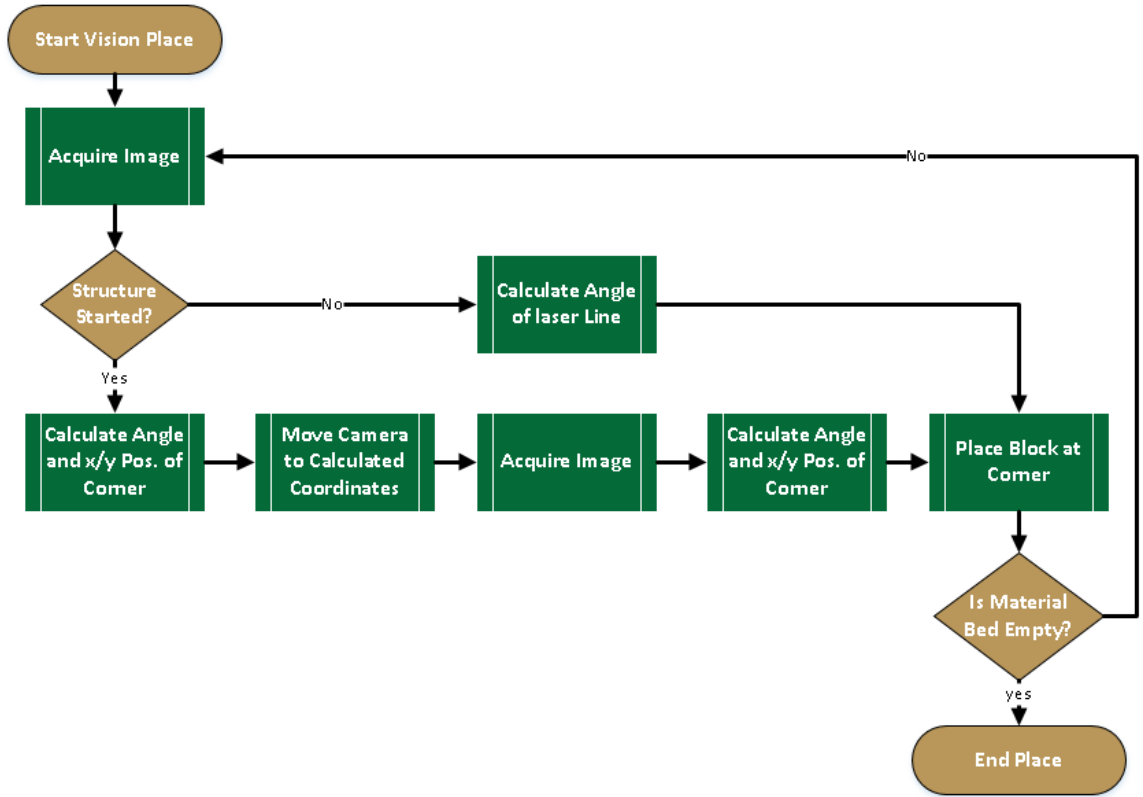 Start Vision Place
Acquire Image
No
Structure
Started?
No
Calculate Angle
of laser Line
Yes
Calculate Angle
and x/y Pos. of
Corner
Move Camera
to Calculated
Coordinates
Acquire Image
Calculate Angle
and x/y Pos. of
Corner
Place Block at
Corner
Is Material
Bed Empty?
yes
End Place